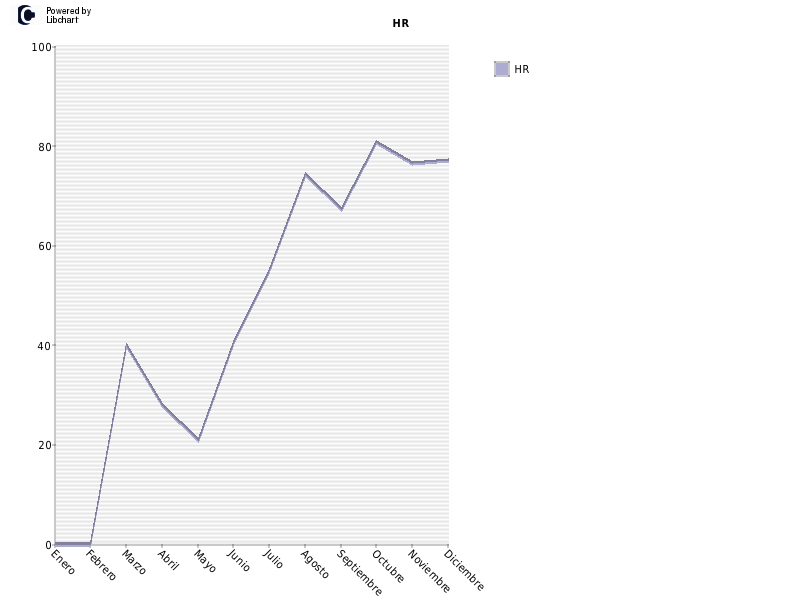 Powered by
Libchart
HR
HR
100
80
60
40
20
0
Enero
Febrero
Marzo
Abril
Mayo
Junio
Julio
Agosto
Septiembre
Octubre
Noviembre
Diciembre